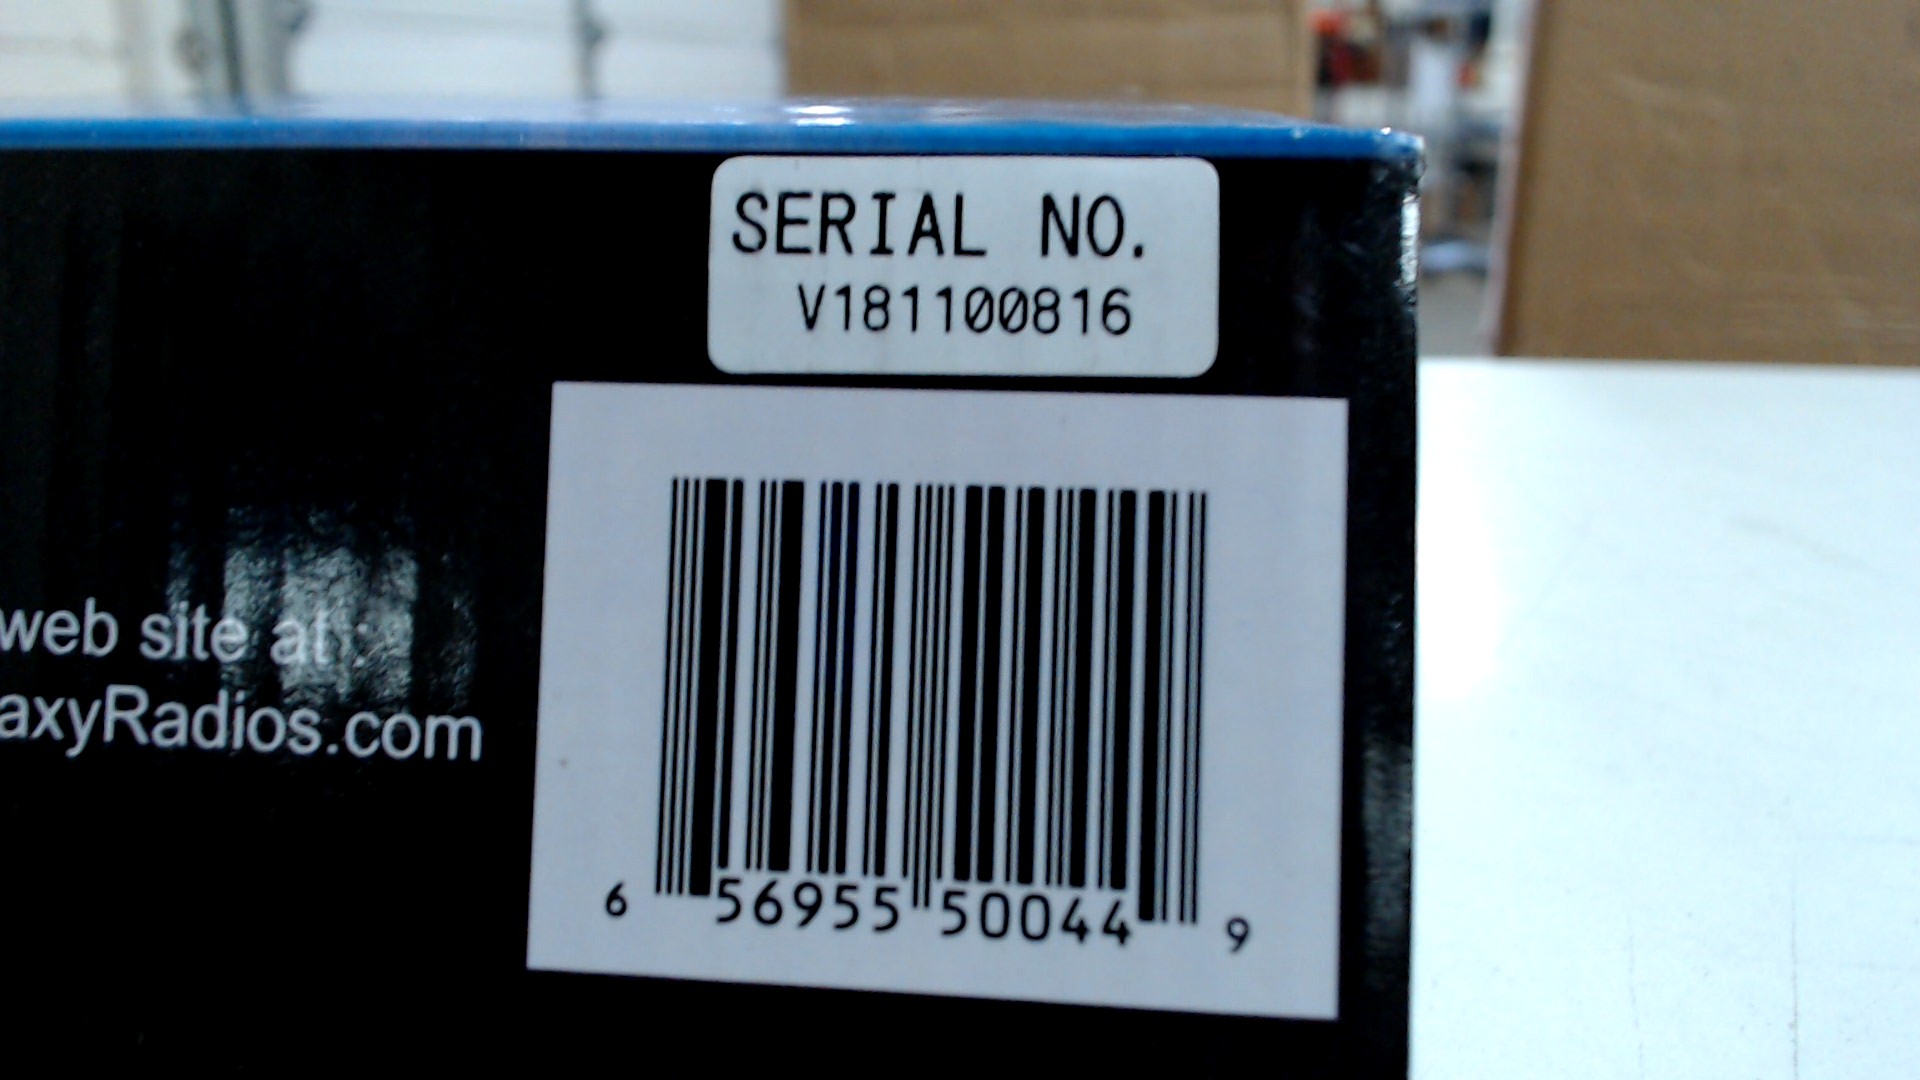 SERIAL NO.
V181100816
web site at:
axyRadios.com
6 56955 50044 9